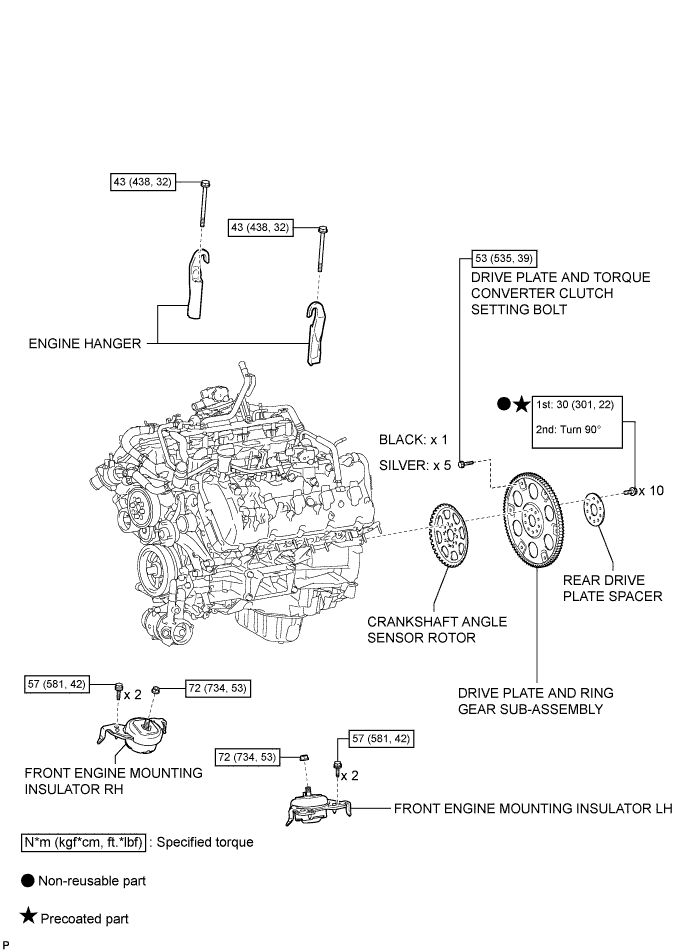 43 (438, 32)
43 (438, 32)
53 (535, 39)
DRIVE PLATE AND TORQUE
CONVERTER CLUTCH
SETTING BOLT
ENGINE HANGER
1st: 30 (301, 22)
2nd: Turn 90°
BLACK: x 1
SILVER: x 5
x 10
REAR DRIVE
PLATE SPACER
CRANKSHAFT ANGLE
SENSOR ROTOR
DRIVE PLATE AND RING
GEAR SUB-ASSEMBLY
57 (581, 42)
x 2
72 (734, 53)
FRONT ENGINE MOUNTING
INSULATOR RH
72 (734, 53)
57 (581, 42)
x 2
FRONT ENGINE MOUNTING INSULATOR LH
N*m (kgf*cm, ft.*lbf) : Specified torque
Non-reusable part
Precoated part
P